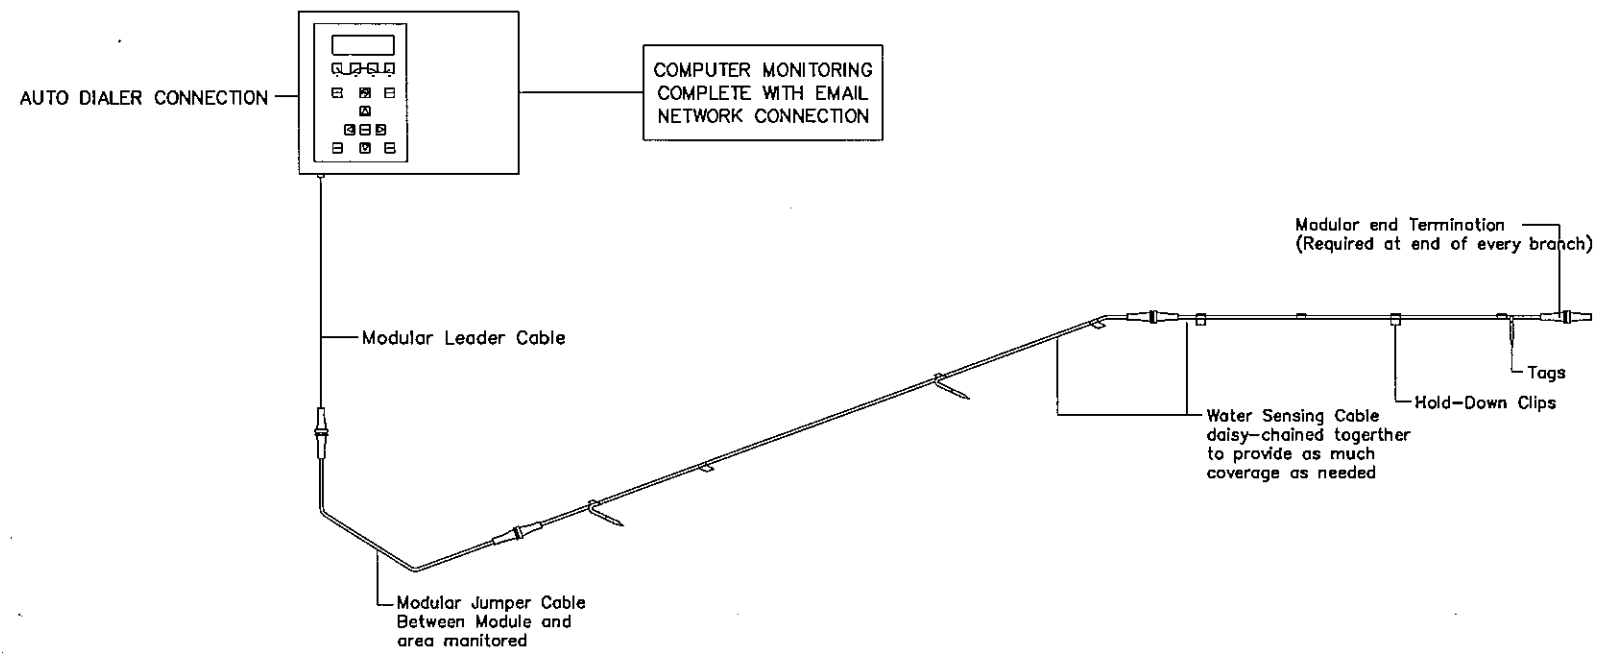 AUTO DIALER CONNECTION
COMPUTER MONITORING
COMPLETE WITH EMAIL
NETWORK CONNECTION
Modular end Termination
(Required at end of every branch)
Modular Leader Cable
Tags
Hold-Down Clips
Water Sensing Cable
daisy-chained togerther
to provide as much
coverage as needed
Modular Jumper Cable
Between Module and
area manitored